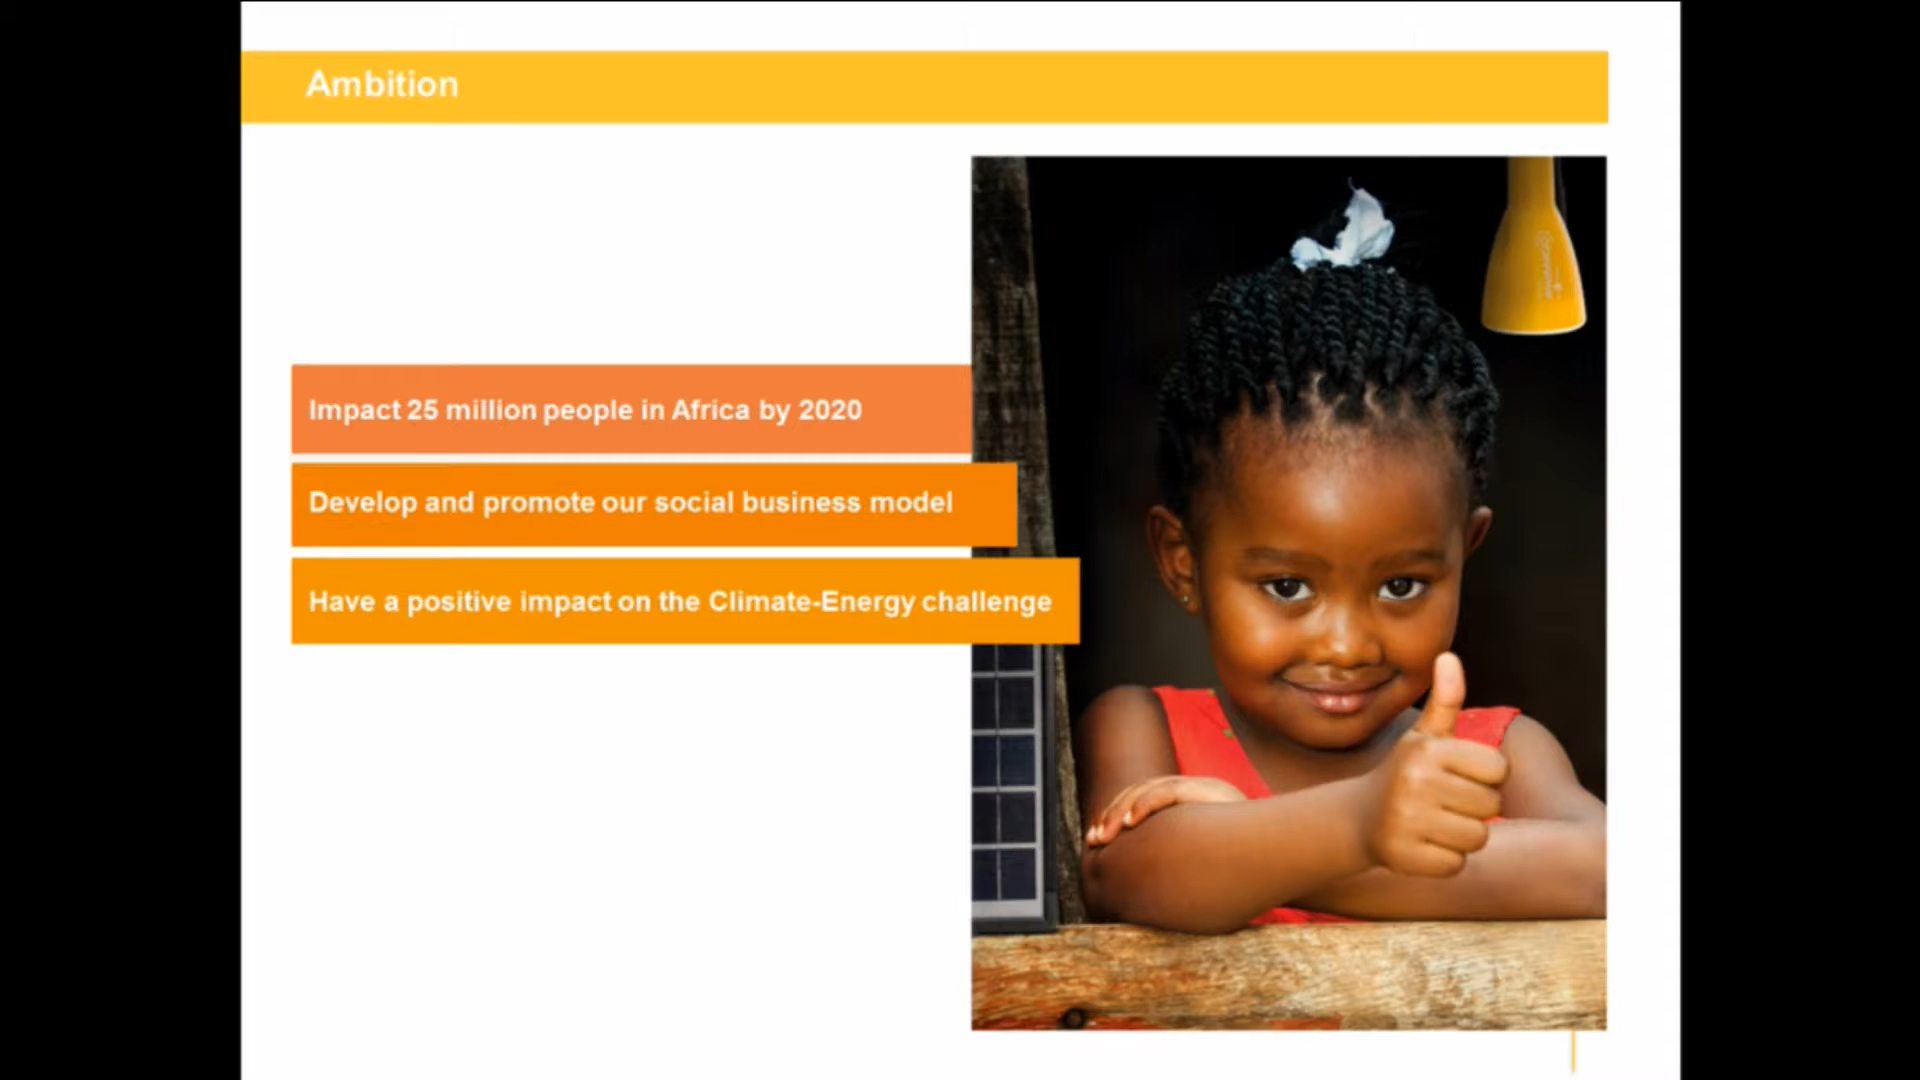 Ambition
Impact 25 million people in Africa by 2020
Develop and promote our social business model
Have a positive impact on the Climate-Energy challenge